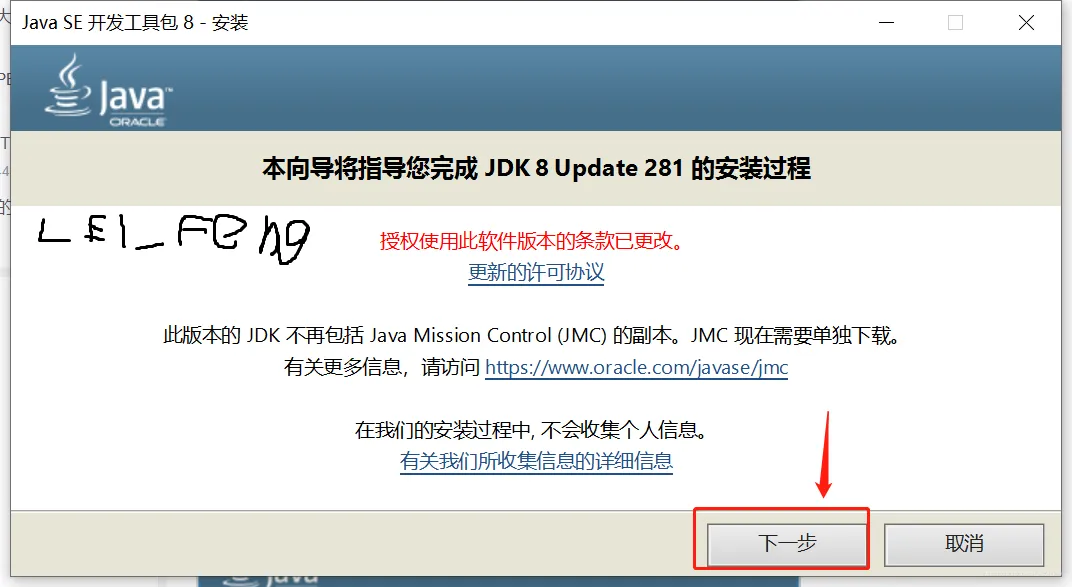 Java SE 开发工具包 8 - 安装
Java™
ORACLE
本向导将指导您完成 JDK 8 Update 281 的安装过程
LEI_FEng
授权使用此软件版本的条款已更改。
更新的许可协议
此版本的 JDK 不再包括 Java Mission Control (JMC) 的副本。JMC 现在需要单独下载。
有关更多信息，请访问 https://www.oracle.com/javase/jmc
在我们的安装过程中, 不会收集个人信息。
有关我们所收集信息的详细信息
下一步 取消
Java